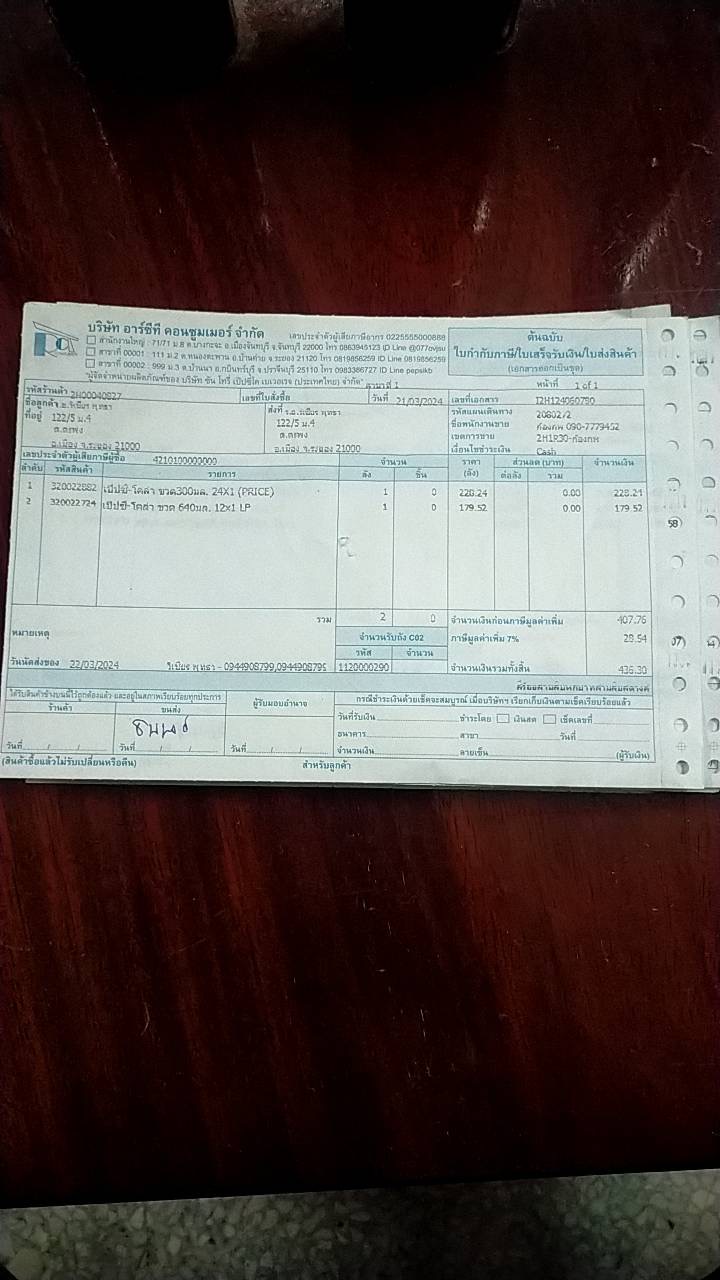 บริษัท อาร์ซีที คอนซูมเมอร์ จำกัด เลขประจำตัวผู้เสียภาษีอากร 0225555000888
สำนักงานใหญ่ : 71/71 ม.8 ต.บางกะจะ อ.เมืองจันทบุรี จ.จันทบุรี 22000 โทร 0863945123 ID Line @077ovjsu
สาขาที่ 00001 : 111 ม.2 ต.หนองตะพาน อ.บ้านค่าย จ.ระยอง 21120 โทร 0819856259 ID Line 0819856259
สาขาที่ 00002 : 999 ม.3 ต.บ้านนา อ.กบินทร์บุรี จ.ปราจีนบุรี 25110 โทร 0983386727 ID Line pepsikb
"ผู้จัดจำหน่ายผลิตภัณฑ์ของ บริษัท ซันโทรี่ เป๊ปซี่โค เบเวอเรจ (ประเทศไทย) จำกัด" สาขาที่ 1
ต้นฉบับ
ใบกำกับภาษี/ใบเสร็จรับเงิน/ใบส่งสินค้า
(เอกสารออกเป็นชุด)
หน้าที่ 1 of 1
รหัสร้านค้า 2H00040827 เลขที่ใบสั่งซื้อ วันที่ 21/03/2024
เลขที่เอกสาร I2H124060790
ชื่อลูกค้า
ส่งที่
รหัสแผนเดินทาง 20802/2
ที่อยู่ 122/5 ม.4
122/5 ม.4
ชื่อพนักงานขาย ก้องภพ 090-7779452
ต.ตะพง
ต.ตะพง
เขตการขาย 2H1R30-ก้องภพ
อ.เมือง จ.ระยอง 21000
อ.เมือง จ.ระยอง 21000
เงื่อนไขชำระเงิน Cash
เลขประจำตัวผู้เสียภาษีผู้ซื้อ 4210100000000
ลำดับ รหัสสินค้า รายการ จำนวน ลัง ชิ้น ราคา (ลัง) ส่วนลด (บาท) ต่อลัง รวม จำนวนเงิน
1 320022882 เป๊ปซี่-โคล่า ขวด300มล. 24X1 (PRICE) 1 0 228.24 0.00 228.24
2 320022724 เป๊ปซี่-โคล่า ขวด 640มล. 12x1 LP 1 0 179.52 0.00 179.52
รวม 2 0 จำนวนเงินก่อนภาษีมูลค่าเพิ่ม 407.76
หมายเหตุ จำนวนรับถัง CO2 ภาษีมูลค่าเพิ่ม 7% 28.54
รหัส จำนวน
วันนัดส่งของ 22/03/2024 0944908799,0944908795 1120000290 จำนวนเงินรวมทั้งสิ้น 436.30
สี่ร้อยสามสิบหกบาทสามสิบสตางค์
ได้รับสินค้าข้างบนนี้ไว้ถูกต้องแล้ว และอยู่ในสภาพเรียบร้อยทุกประการ
ผู้รับมอบอำนาจ
กรณีชำระเงินด้วยเช็คจะสมบูรณ์ เมื่อบริษัทฯ เรียกเก็บเงินตามเช็คเรียบร้อยแล้ว
ร้านค้า ขนส่ง
วันที่รับเงิน ชำระโดย เงินสด เช็คเลขที่
ธนาคาร สาขา วันที่
วันที่ / / วันที่ / / วันที่ / /
จำนวนเงิน ลายเซ็น (ผู้รับเงิน)
(สินค้าซื้อแล้วไม่รับเปลี่ยนหรือคืน) สำหรับลูกค้า